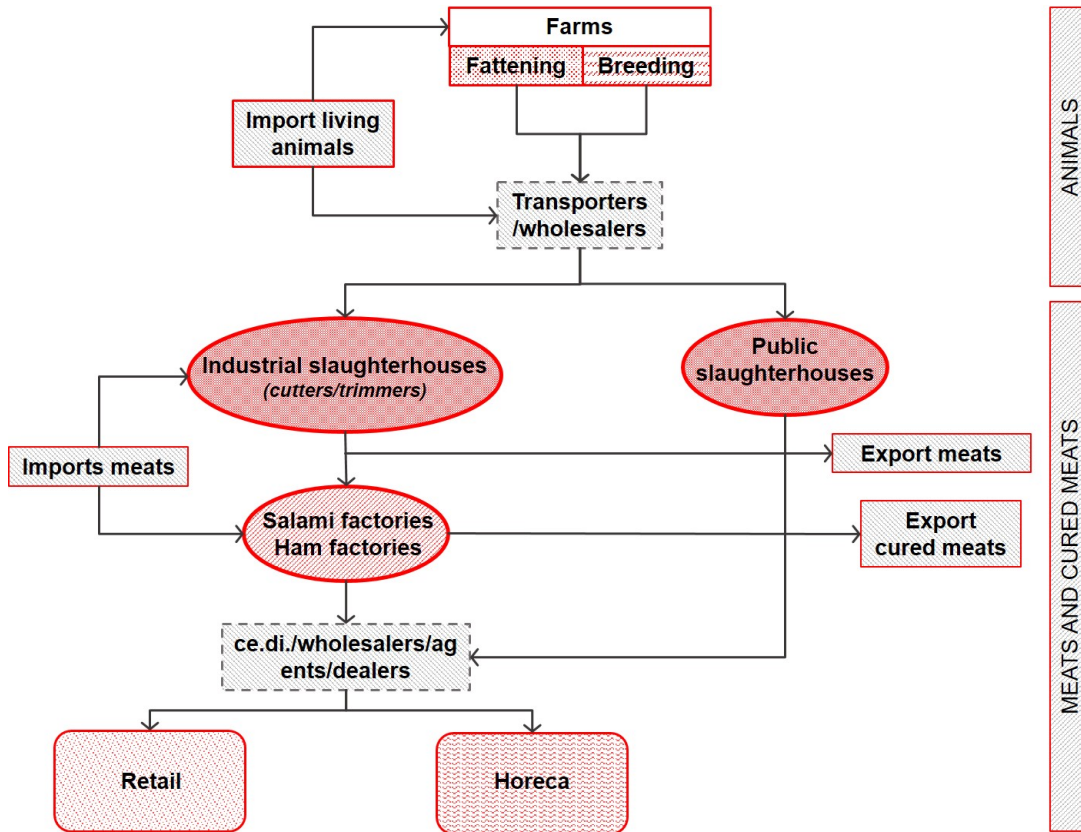 Farms
Fattening
Breeding
Import living
animals
Transporters
/wholesalers
ANIMALS
Industrial slaughterhouses
(cutters/trimmers)
Public
slaughterhouses
Imports meats
Export meats
Salami factories
Ham factories
Export
cured meats
ce.di./wholesalers/ag
ents/dealers
Retail
Horeca
MEATS AND CURED MEATS